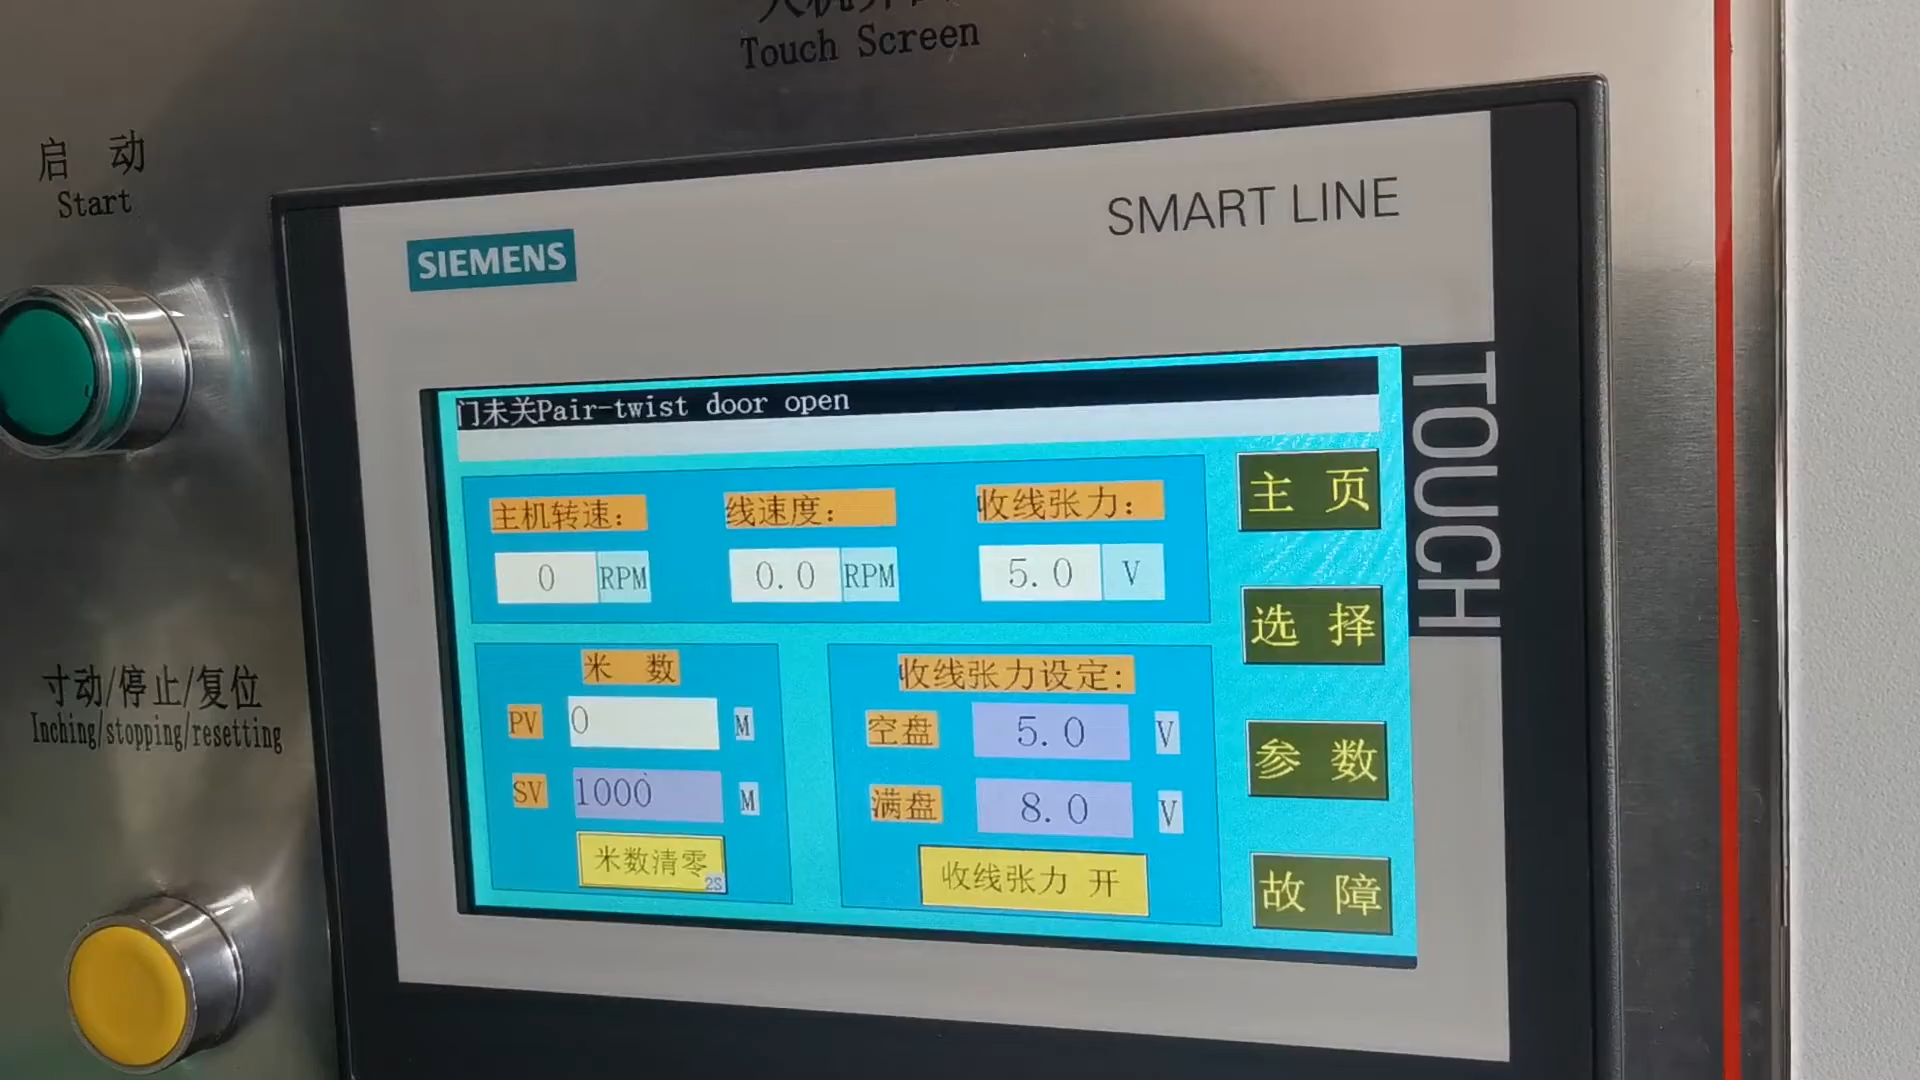 Touch Screen
启 动
Start
SMART LINE
SIEMENS
TOUCH
门未关Pair-twist door open
主机转速: 线速度: 收线张力:
0 RPM 0.0 RPM 5.0 V
主 页
选 择
米 数
PV 0 M
SV 1000 M
米数清零 2S
收线张力设定:
空盘 5.0 V
满盘 8.0 V
收线张力 开
参 数
故 障
寸动/停止/复位
Inching/stopping/resetting